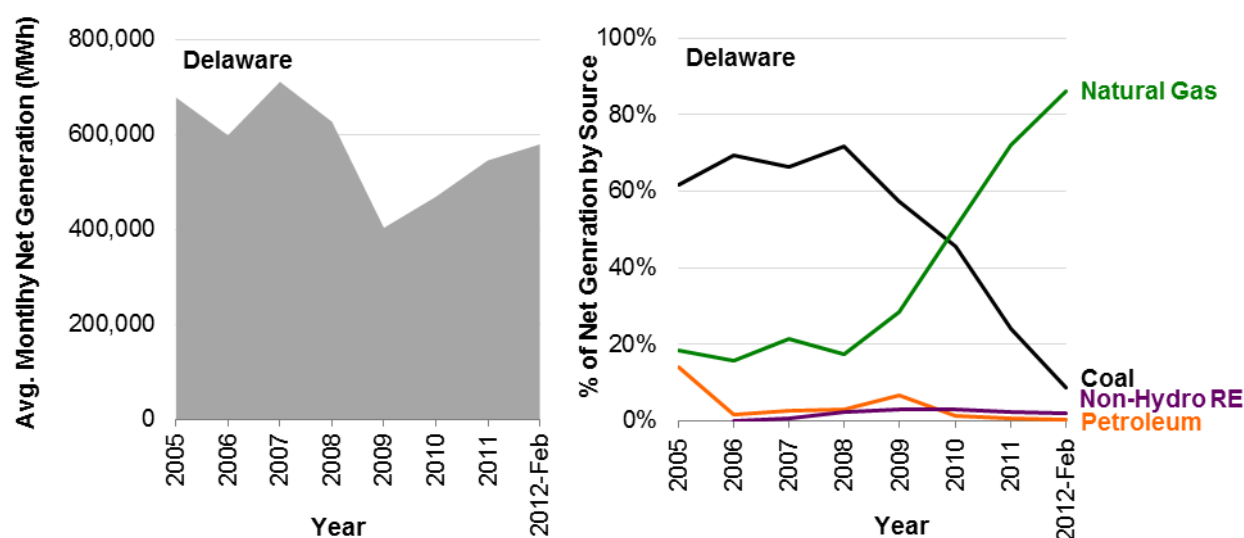 Avg. Montlhy Net Generation (MWh)
800,000
600,000
400,000
200,000
0
Delaware
2005
2006
2007
2008
2009
2010
2011
2012-Feb
Year
% of Net Genration by Source
100%
80%
60%
40%
20%
0%
Delaware
Natural Gas
Coal
Non-Hydro RE
Petroleum
2005
2006
2007
2008
2009
2010
2011
2012-Feb
Year